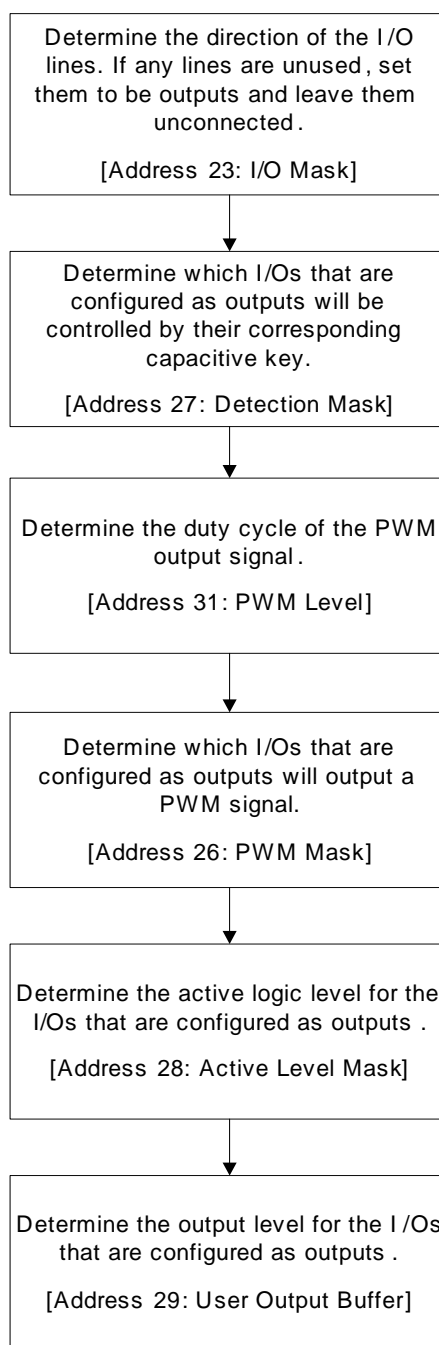 Determine the direction of the I/O
lines. If any lines are unused, set
them to be outputs and leave them
unconnected.
[Address 23: I/O Mask]
Determine which I/Os that are
configured as outputs will be
controlled by their corresponding
capacitive key.
[Address 27: Detection Mask]
Determine the duty cycle of the PWM
output signal.
[Address 31: PWM Level]
Determine which I/Os that are
configured as outputs will output a
PWM signal.
[Address 26: PWM Mask]
Determine the active logic level for the
I/Os that are configured as outputs.
[Address 28: Active Level Mask]
Determine the output level for the I/Os
that are configured as outputs.
[Address 29: User Output Buffer]